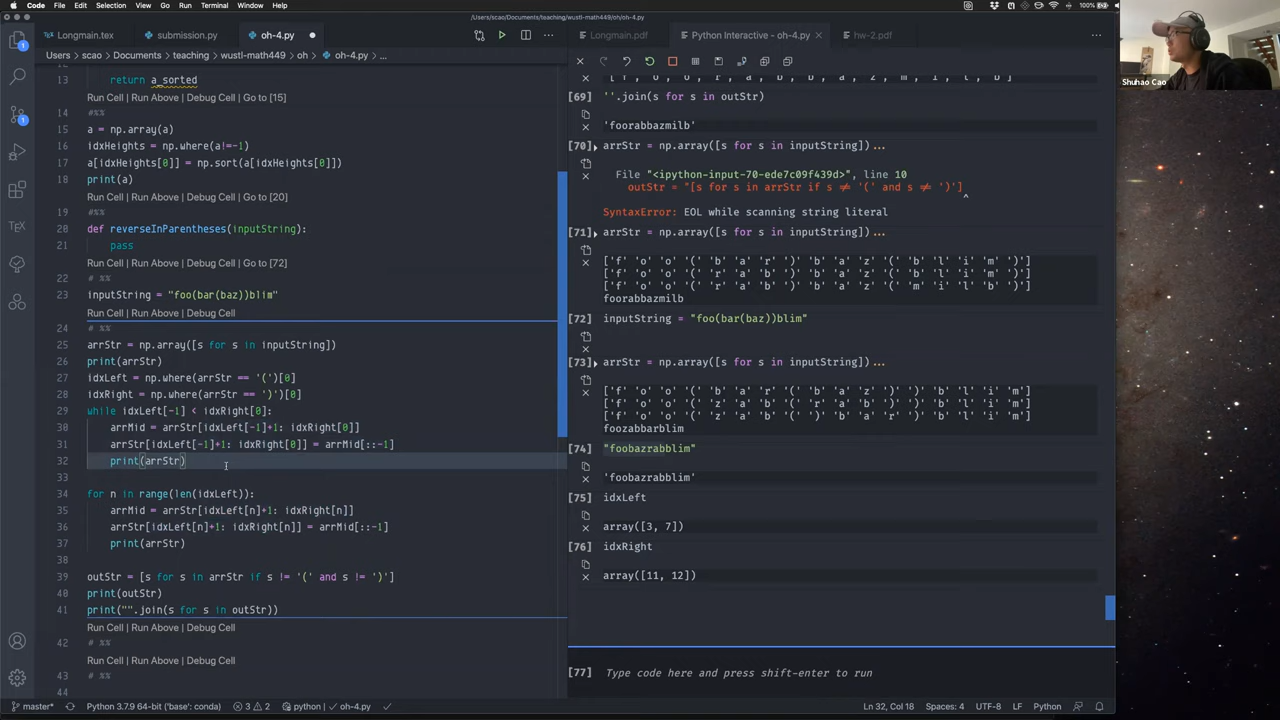 Code File Edit Selection View Go Run Terminal Window Help 100%
/Users/scao/Documents/teaching/wustl-math449/oh/oh-4.py
Longmain.tex submission.py oh-4.py
Users > scao > Documents > teaching > wustl-math449 > oh > oh-4.py > ...
13 return a_sorted
Run Cell | Run Above | Debug Cell | Go to [15]
14 #%%
15 a = np.array(a)
16 idxHeights = np.where(a!=-1)
17 a[idxHeights[0]] = np.sort(a[idxHeights[0]])
18 print(a)
Run Cell | Run Above | Debug Cell | Go to [20]
19 #%%
20 def reverseInParentheses(inputString):
21 pass
Run Cell | Run Above | Debug Cell | Go to [72]
22 # %%
23 inputString = "foo(bar(baz))blim"
Run Cell | Run Above | Debug Cell
24 # %%
25 arrStr = np.array([s for s in inputString])
26 print(arrStr)
27 idxLeft = np.where(arrStr == '(')[0]
28 idxRight = np.where(arrStr == ')')[0]
29 while idxLeft[-1] < idxRight[0]:
30 arrMid = arrStr[idxLeft[-1]+1: idxRight[0]]
31 arrStr[idxLeft[-1]+1: idxRight[0]] = arrMid[::-1]
32 print(arrStr)
33
34 for n in range(len(idxLeft)):
35 arrMid = arrStr[idxLeft[n]+1: idxRight[n]]
36 arrStr[idxLeft[n]+1: idxRight[n]] = arrMid[::-1]
37 print(arrStr)
38
39 outStr = [s for s in arrStr if s != '(' and s != ')']
40 print(outStr)
41 print("".join(s for s in outStr))
Run Cell | Run Above | Debug Cell
42 # %%
Run Cell | Run Above | Debug Cell
43 # %%
44
TeX
1
1
master* Python 3.7.9 64-bit ('base': conda) 3 2 python | oh-4.py
Longmain.pdf Python Interactive - oh-4.py hw-2.pdf
['f', 'o', 'o', 'r', 'a', 'b', 'b', 'a', 'z', 'm', 'i', 'l', 'b']
[69] ''.join(s for s in outStr)
'foorabbazmilb'
[70] arrStr = np.array([s for s in inputString])...
File "<ipython-input-70-ede7c09f439d>", line 10
outStr = "[s for s in arrStr if s != '(' and s != ')']
^
SyntaxError: EOL while scanning string literal
[71] arrStr = np.array([s for s in inputString])...
['f' 'o' 'o' '(' 'b' 'a' 'r' ')' 'b' 'a' 'z' '(' 'b' 'l' 'i' 'm' ')']
['f' 'o' 'o' '(' 'r' 'a' 'b' ')' 'b' 'a' 'z' '(' 'b' 'l' 'i' 'm' ')']
['f' 'o' 'o' '(' 'r' 'a' 'b' ')' 'b' 'a' 'z' '(' 'm' 'i' 'l' 'b' ')']
foorabbazmilb
[72] inputString = "foo(bar(baz))blim"
[73] arrStr = np.array([s for s in inputString])...
['f' 'o' 'o' '(' 'b' 'a' 'r' '(' 'b' 'a' 'z' ')' ')' 'b' 'l' 'i' 'm']
['f' 'o' 'o' '(' 'z' 'a' 'b' '(' 'r' 'a' 'b' ')' ')' 'b' 'l' 'i' 'm']
['f' 'o' 'o' '(' 'z' 'a' 'b' '(' ')' 'b' 'a' 'r' ')' 'b' 'l' 'i' 'm']
foozabbarblim
[74] "foobazrabblim"
'foobazrabblim'
[75] idxLeft
array([3, 7])
[76] idxRight
array([11, 12])
[77] Type code here and press shift-enter to run
Ln 32, Col 18 Spaces: 4 UTF-8 LF Python
Shuhao Cao